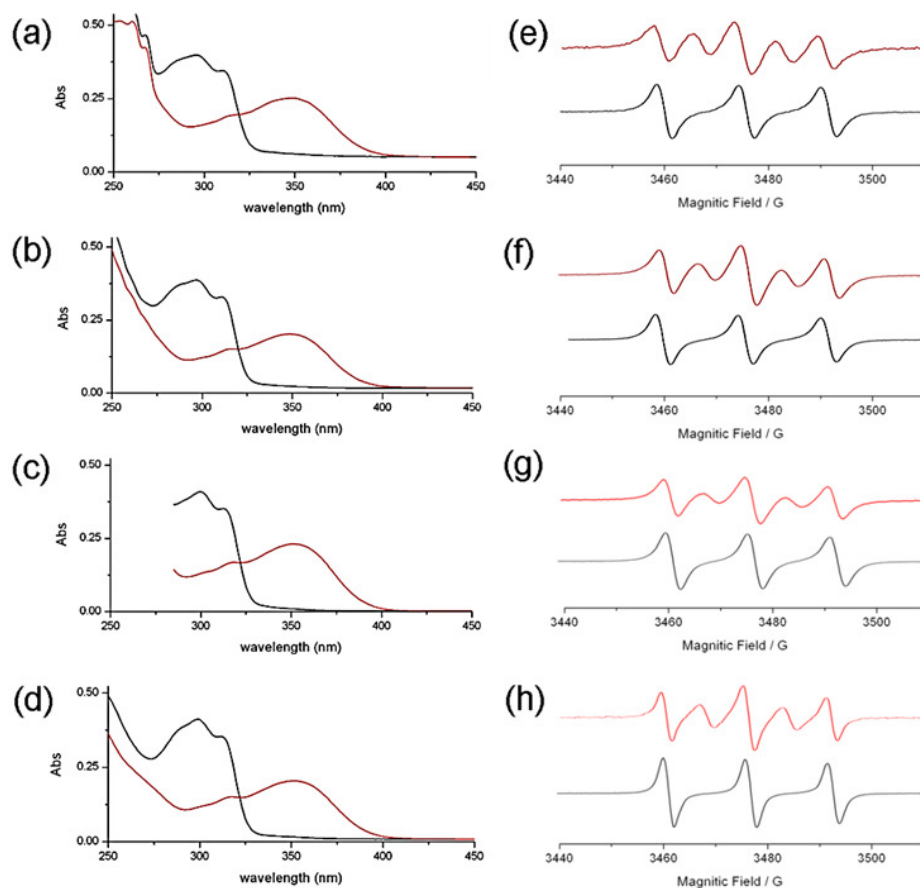 (a)
0.50
0.25
0.00
Abs
250 300 350 400 450
wavelength (nm)
(e)
3440 3460 3480 3500
Magnitic Field / G
(b)
0.50
0.25
0.00
Abs
250 300 350 400 450
wavelength (nm)
(f)
3440 3460 3480 3500
Magnitic Field / G
(c)
0.50
0.25
0.00
Abs
250 300 350 400 450
wavelength (nm)
(g)
3440 3460 3480 3500
Magnitic Field / G
(d)
0.50
0.25
0.00
Abs
250 300 350 400 450
wavelength (nm)
(h)
3440 3460 3480 3500
Magnitic Field / G